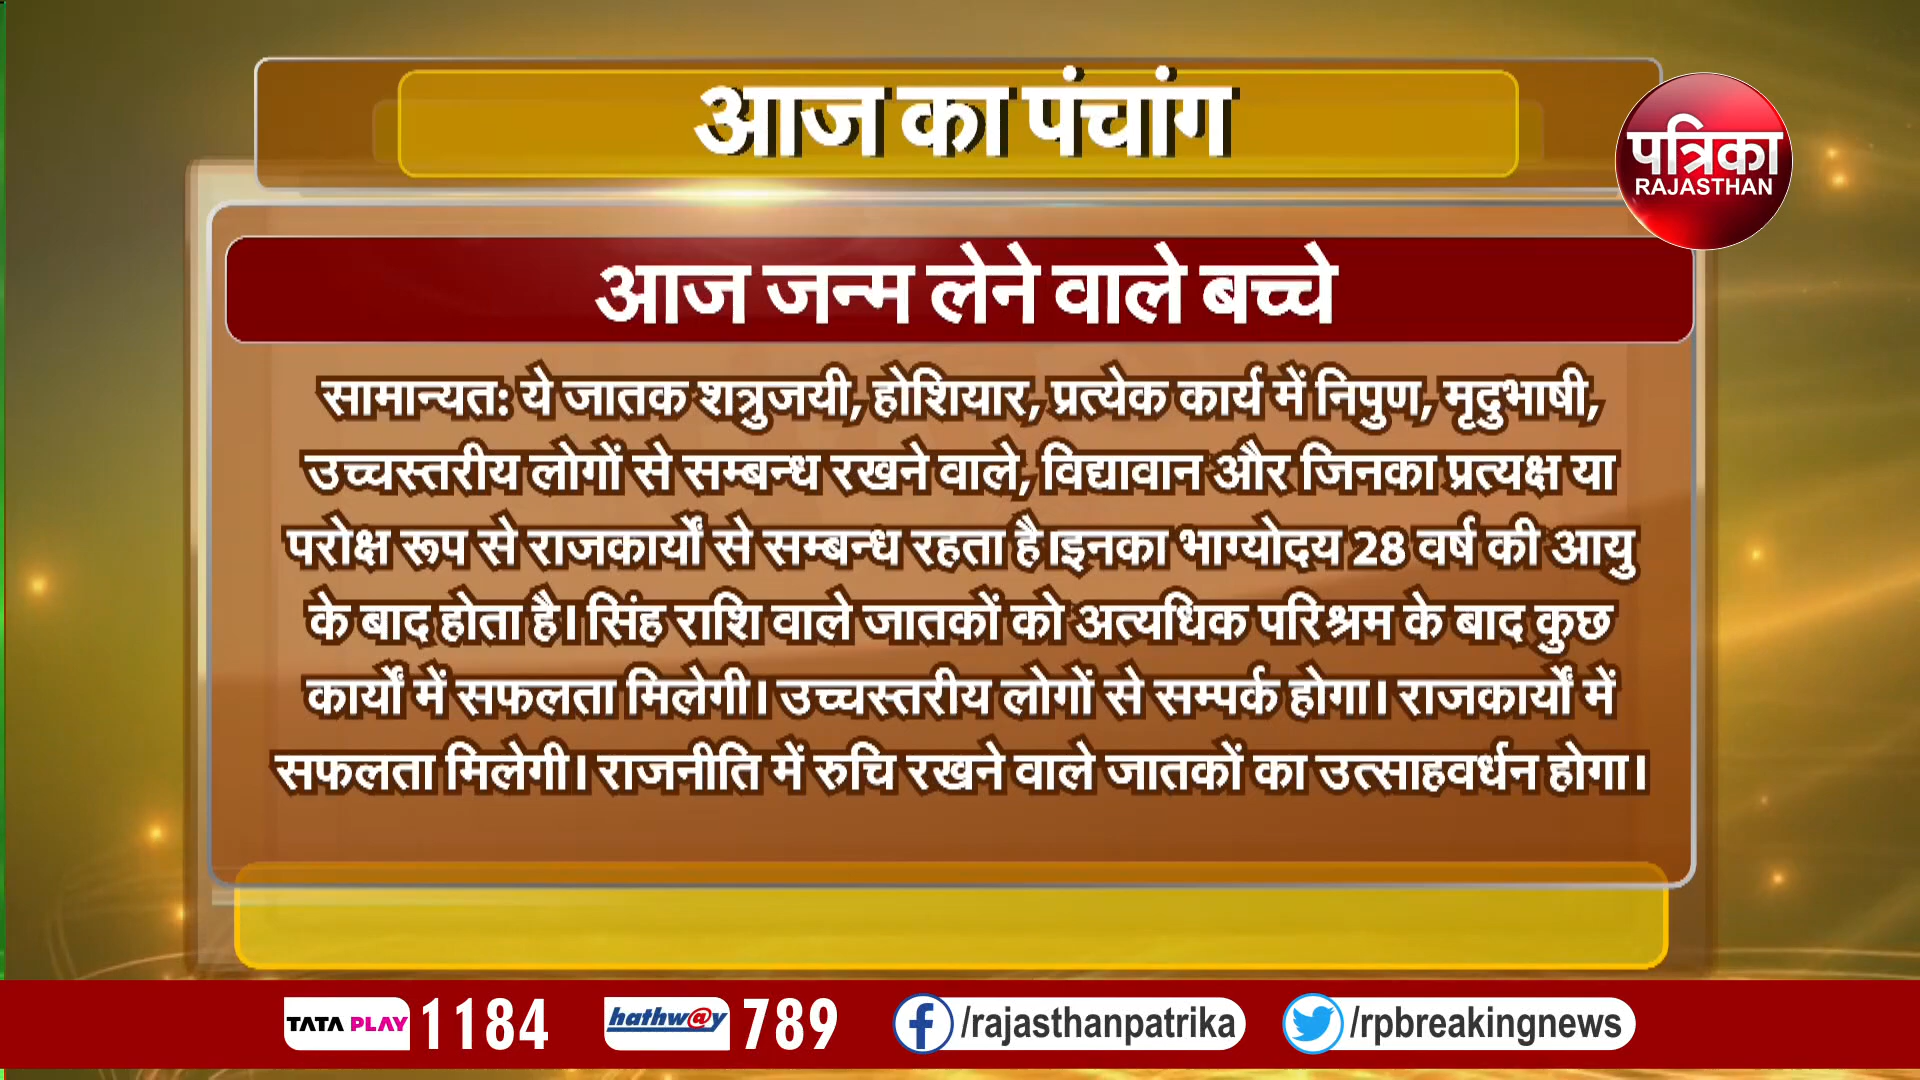 आज का पंचांग
पत्रिका
RAJASTHAN
आज जन्म लेने वाले बच्चे
सामान्यतः ये जातक शत्रुजयी, होशियार, प्रत्येक कार्य में निपुण, मृदुभाषी,
उच्चस्तरीय लोगों से सम्बन्ध रखने वाले, विद्यावान और जिनका प्रत्यक्ष या
परोक्ष रूप से राजकार्यों से सम्बन्ध रहता है।इनका भाग्योदय 28 वर्ष की आयु
के बाद होता है। सिंह राशि वाले जातकों को अत्यधिक परिश्रम के बाद कुछ
कार्यों में सफलता मिलेगी। उच्चस्तरीय लोगों से सम्पर्क होगा। राजकार्यों में
सफलता मिलेगी। राजनीति में रुचि रखने वाले जातकों का उत्साहवर्धन होगा।
TATA PLAY 1184 hathw@y 789 /rajasthanpatrika /rpbreakingnews